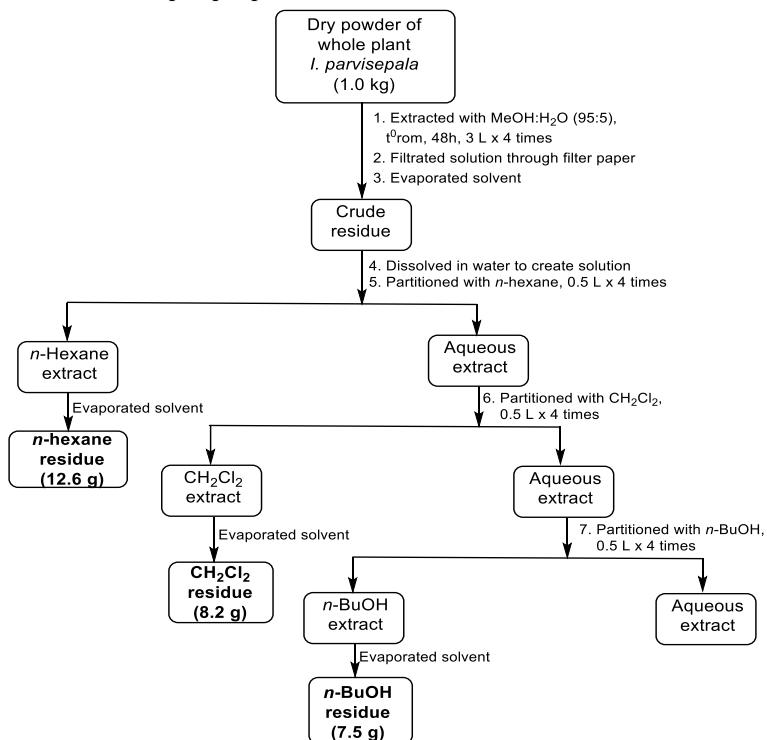 Dry powder of
whole plant
I. parvisepala
(1.0 kg)
1. Extracted with MeOH:H2O (95:5),
t0rom, 48h, 3 L x 4 times
2. Filtrated solution through filter paper
3. Evaporated solvent
Crude
residue
4. Dissolved in water to create solution
5. Partitioned with n-hexane, 0.5 L x 4 times
n-Hexane
extract
Aqueous
extract
Evaporated solvent
6. Partitioned with CH2Cl2,
0.5 L x 4 times
n-hexane
residue
(12.6 g)
CH2Cl2
extract
Aqueous
extract
Evaporated solvent
7. Partitioned with n-BuOH,
0.5 L x 4 times
CH2Cl2
residue
(8.2 g)
n-BuOH
extract
Aqueous
extract
Evaporated solvent
n-BuOH
residue
(7.5 g)